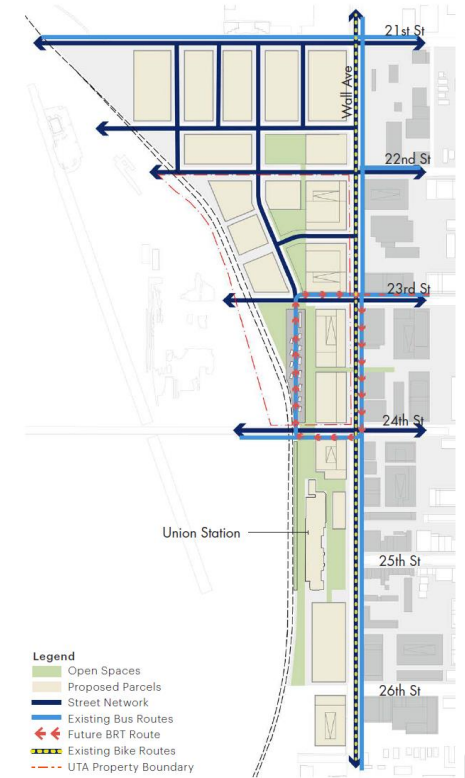 21st St
Wall Ave
22nd St
23rd St
24th St
Union Station
25th St
26th St
Legend
Open Spaces
Proposed Parcels
Street Network
Existing Bus Routes
Future BRT Route
Existing Bike Routes
UTA Property Boundary